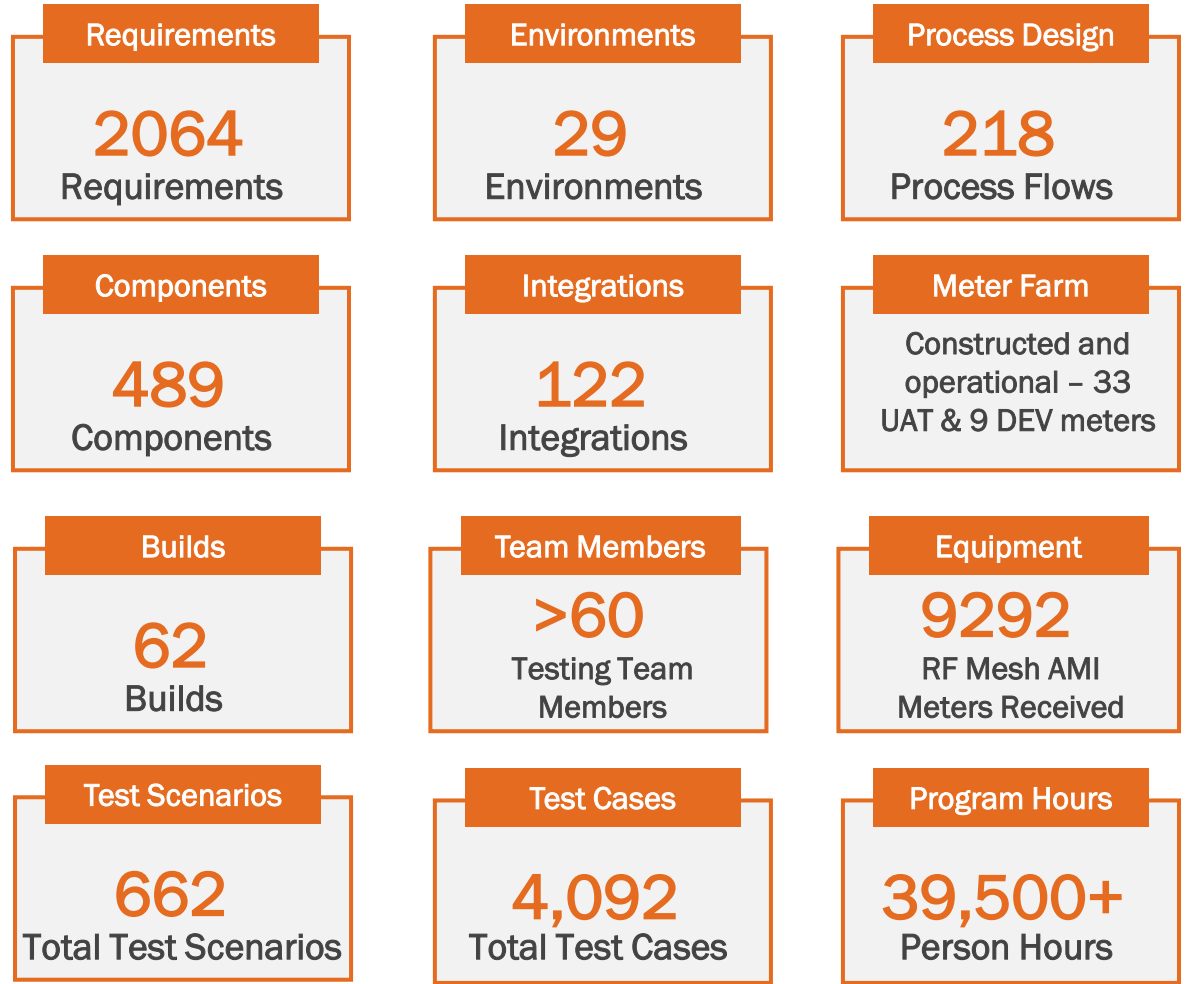 Requirements
2064
Requirements
Environments
29
Environments
Process Design
218
Process Flows
Components
489
Components
Integrations
122
Integrations
Meter Farm
Constructed and
operational – 33
UAT & 9 DEV meters
Builds
62
Builds
Team Members
>60
Testing Team
Members
Equipment
9292
RF Mesh AMI
Meters Received
Test Scenarios
662
Total Test Scenarios
Test Cases
4,092
Total Test Cases
Program Hours
39,500+
Person Hours